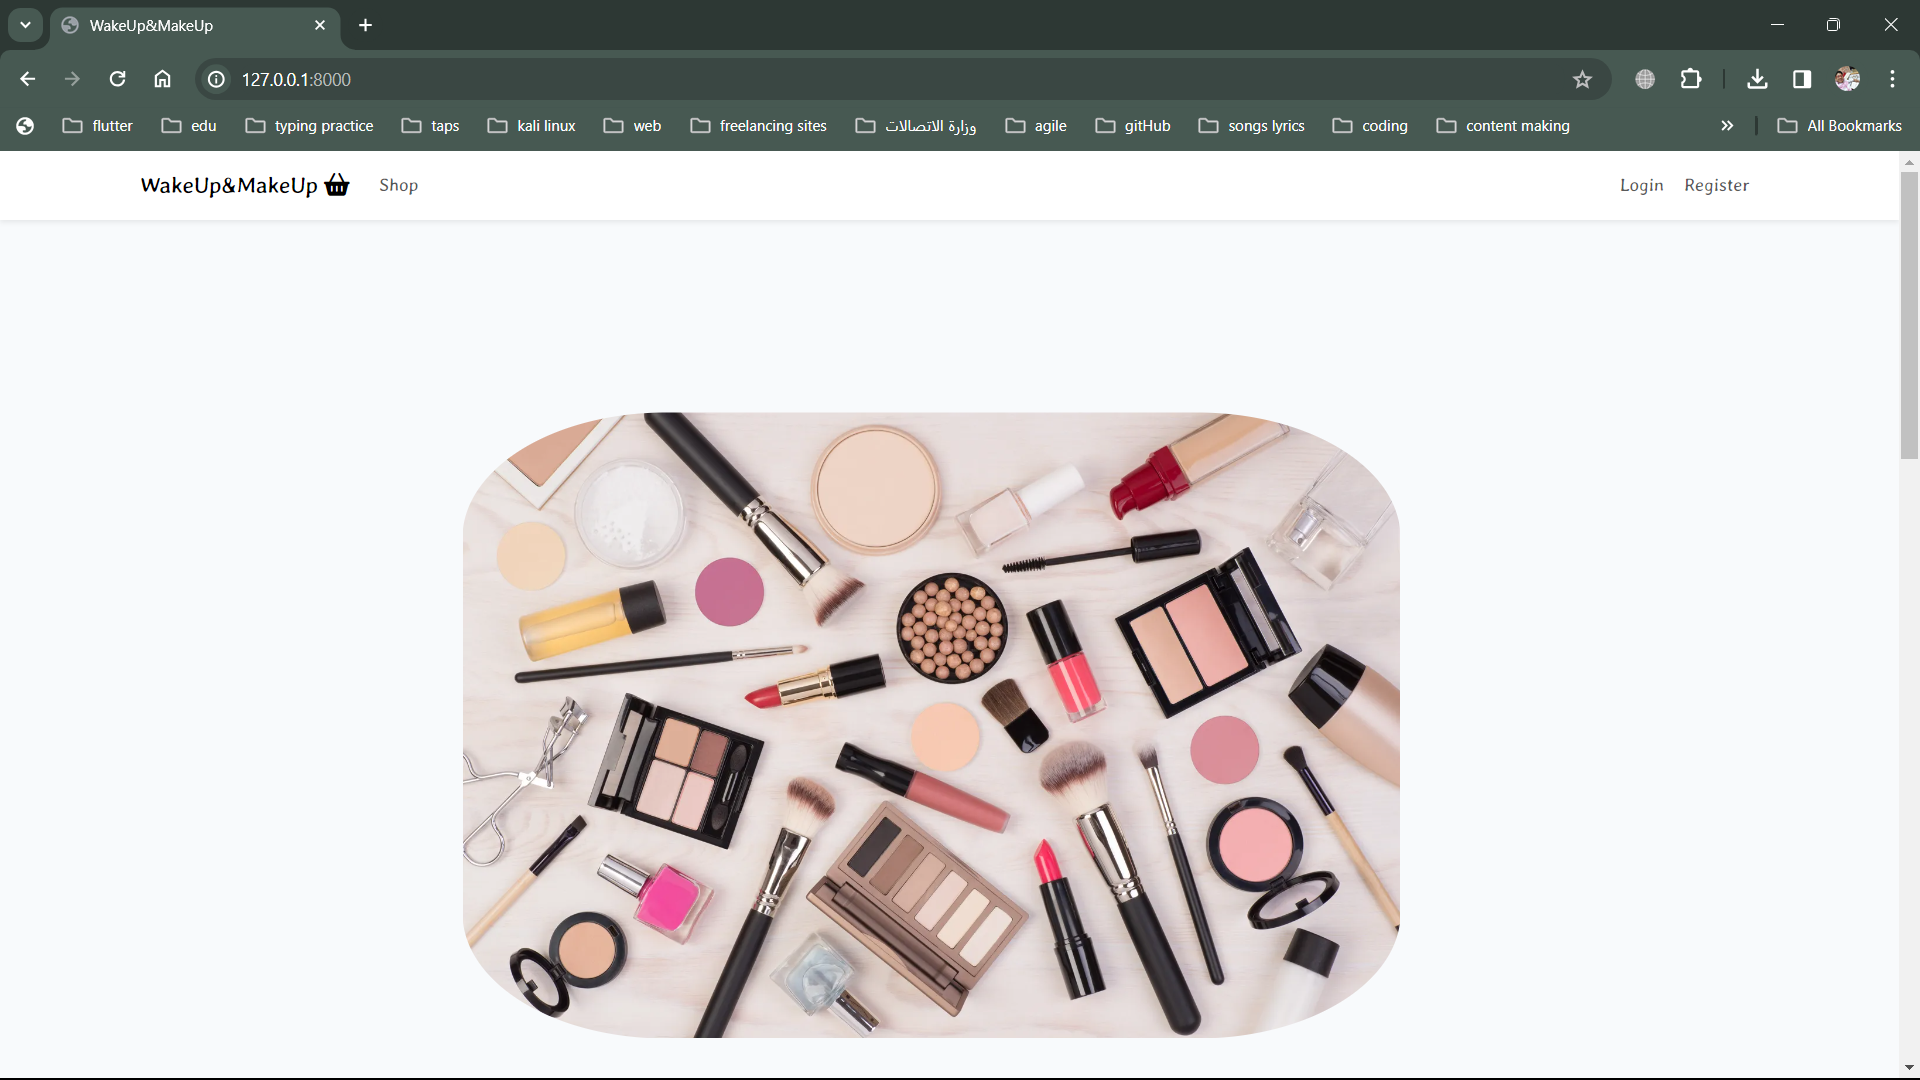 WakeUp&MakeUp
127.0.0.1:8000
flutter edu typing practice taps kali linux web freelancing sites وزارة الاتصالات agile gitHub songs lyrics coding content making » All Bookmarks
WakeUp&MakeUp Shop Login Register